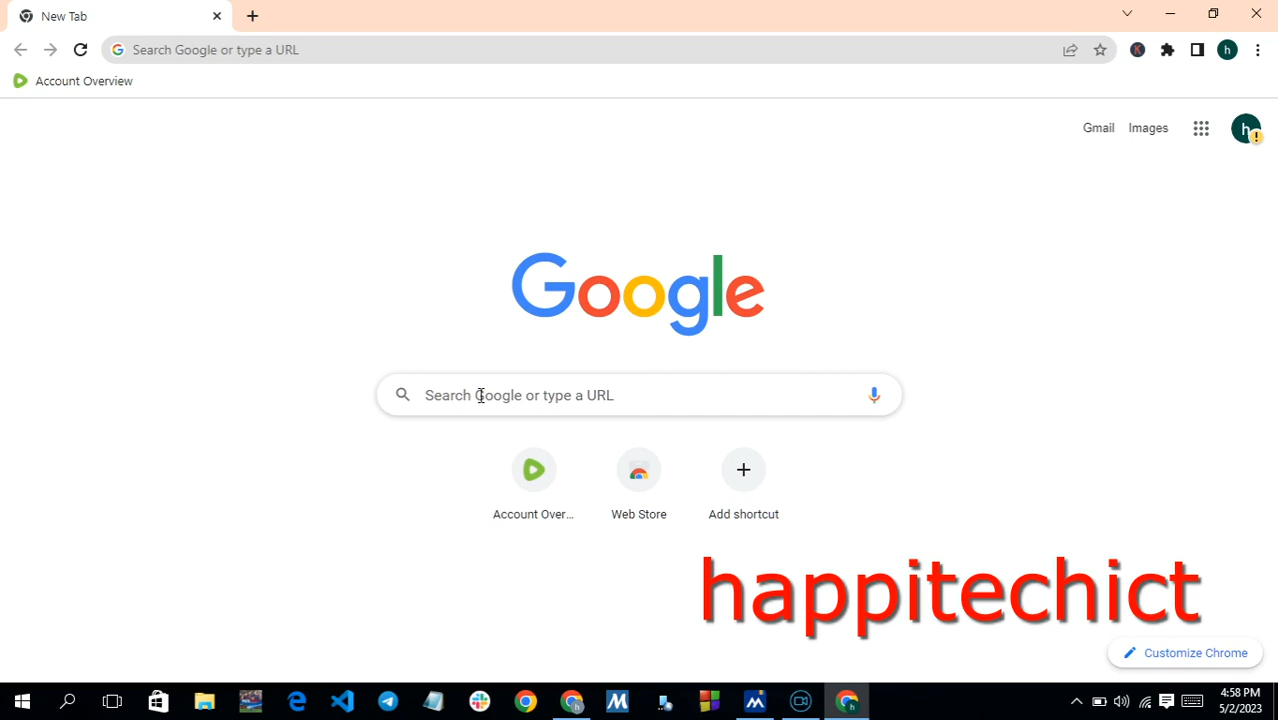 New Tab
Search Google or type a URL
h
Account Overview
Gmail
Images
h
Google
Search Google or type a URL
Account Over...
Web Store
Add shortcut
happitechict
Customize Chrome
4:58 PM
5/2/2023